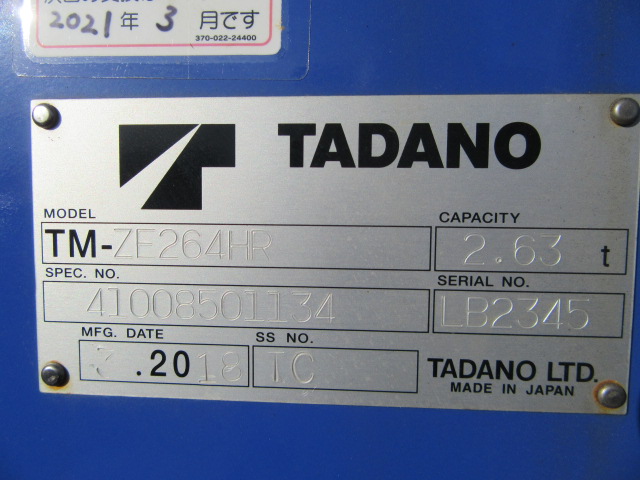 2021年 3月です
370-022-24400
TADANO
MODEL
TM-ZE264HR
CAPACITY
2.63 t
SPEC. NO.
41008501134
SERIAL NO.
LB2345
MFG. DATE
.2018
SS NO.
TC
TADANO LTD.
MADE IN JAPAN